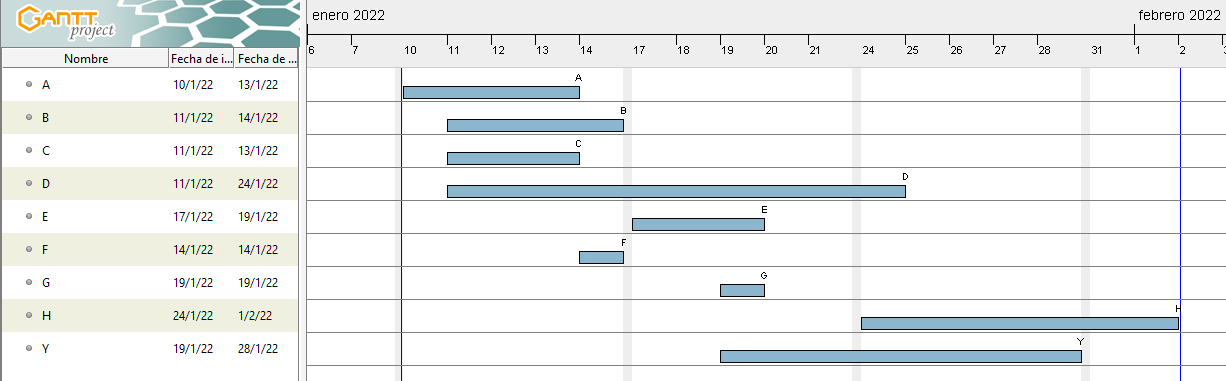 GANTT
project
enero 2022 febrero 2022
6 7 10 11 12 13 14 17 18 19 20 21 24 25 26 27 28 31 1 2 3
Nombre Fecha de i... Fecha de ...
A 10/1/22 13/1/22 A
B 11/1/22 14/1/22 B
C 11/1/22 13/1/22 C
D 11/1/22 24/1/22 D
E 17/1/22 19/1/22 E
F 14/1/22 14/1/22 F
G 19/1/22 19/1/22 G
H 24/1/22 1/2/22 H
Y 19/1/22 28/1/22 Y